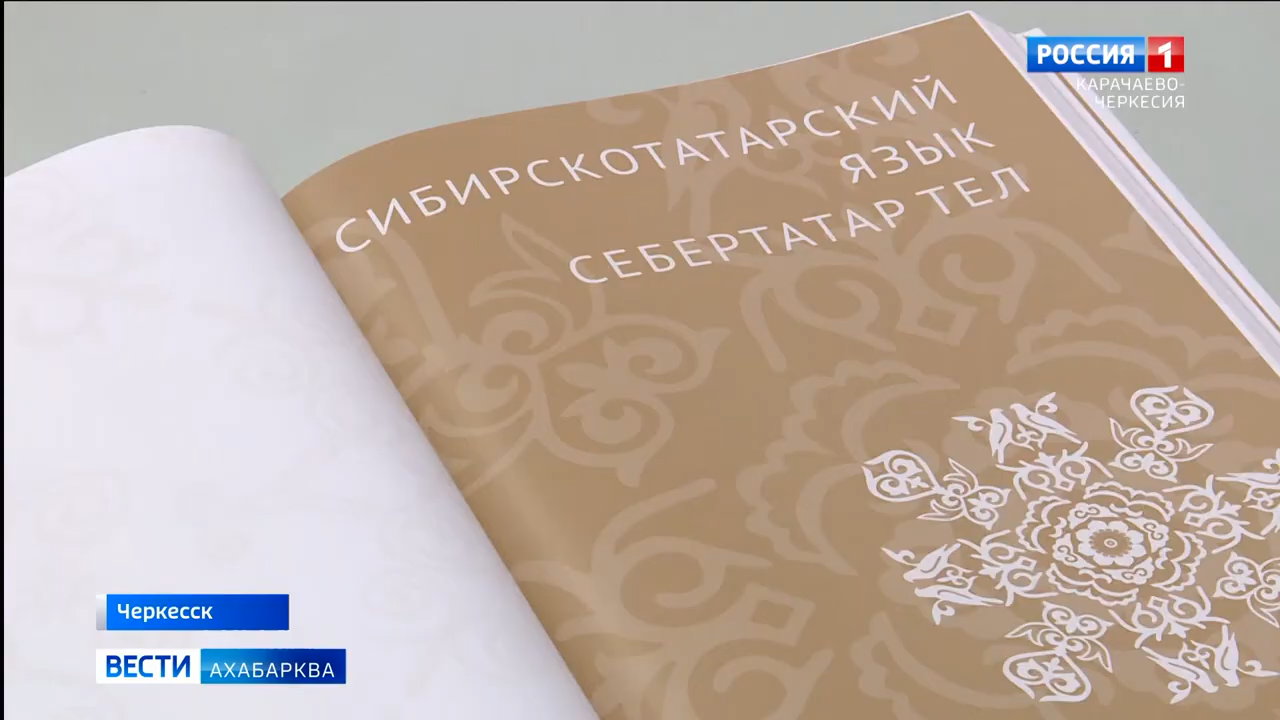 РОССИЯ 1
КАРАЧАЕВО-
ЧЕРКЕСИЯ
СИБИРСКОТАТАРСКИЙ
ЯЗЫК
СЕБЕРТАТАР ТЕЛ
Черкесск
ВЕСТИ АХАБАРКВА